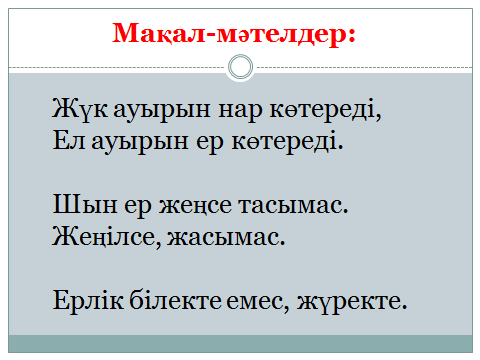 Мақал-мәтелдер:
Жүк ауырын нар көтереді,
Ел ауырын ер көтереді.
Шын ер жеңсе тасымас.
Жеңілсе, жасымас.
Ерлік білекте емес, жүректе.